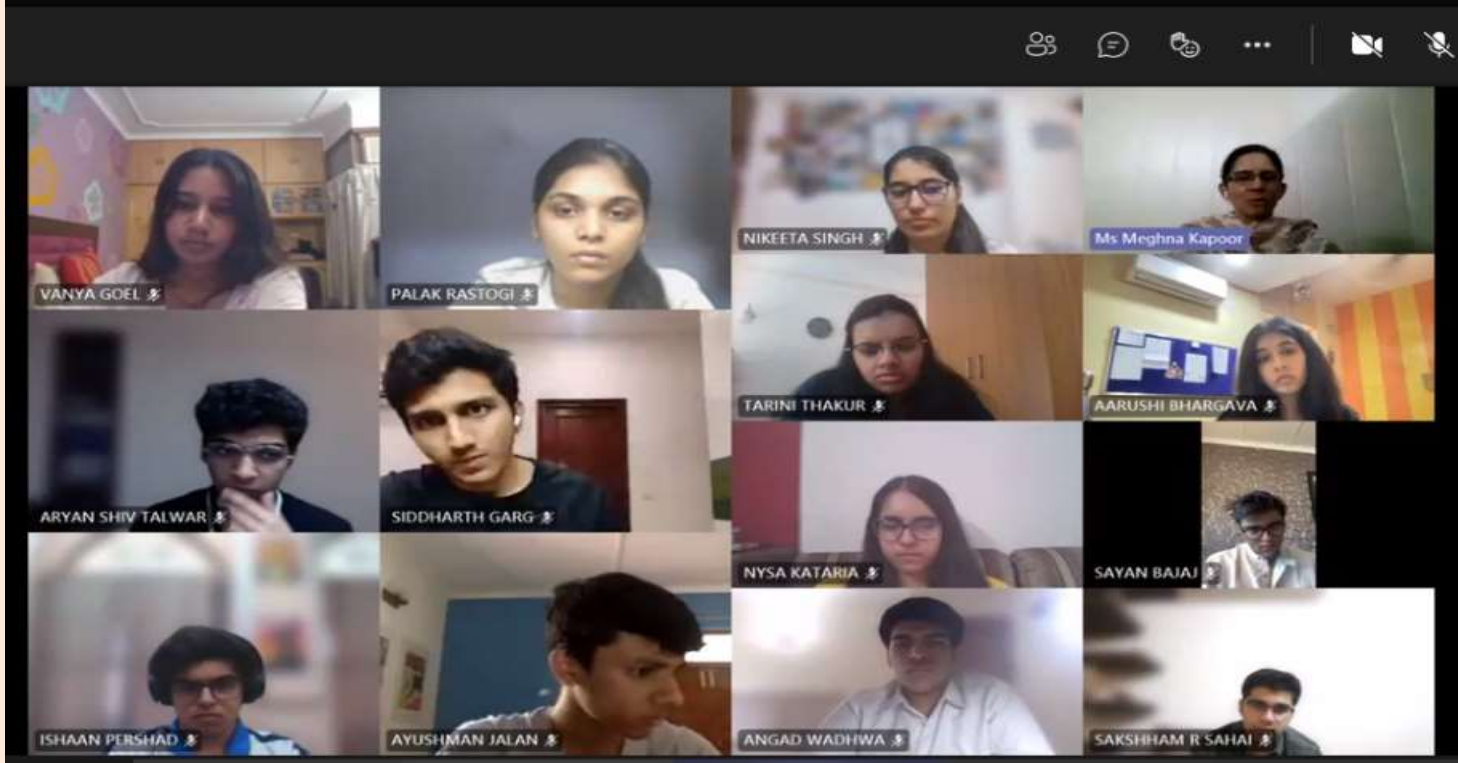 VANYA GOEL
PALAK RASTOGI
NIKEETA SINGH
Ms Meghna Kapoor
TARINI THAKUR
AARUSHI BHARGAVA
ARYAN SHIV TALWAR
SIDDHARTH GARG
NYSA KATARIA
SAYAN BAJAJ
ISHAAN PERSHAD
AYUSHMAN JALAN
ANGAD WADHWA
SAKSHHAM R SAHAI